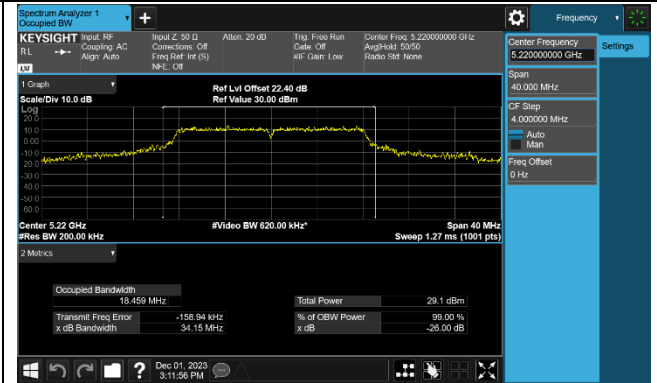 Spectrum Analyzer 1
Occupied BW
+
Frequency
KEYSIGHT
RL
LXI
Input: RF
Coupling: AC
Align: Auto
Input Z: 50 Ω
Corrections: Off
Freq Ref: Int (S)
NFE: Off
Atten: 20 dB
Trig: Free Run
Gate: Off
#IF Gain: Low
Center Freq: 5.220000000 GHz
Avg|Hold: 50/50
Radio Std: None
Center Frequency
5.220000000 GHz
Settings
Span
40.000 MHz
CF Step
4.000000 MHz
Auto
Man
Freq Offset
0 Hz
1 Graph
Scale/Div 10.0 dB
Ref Lvl Offset 22.40 dB
Ref Value 30.00 dBm
Log
20.0
10.0
0.00
-10.0
-20.0
-30.0
-40.0
-50.0
-60.0
Center 5.22 GHz
#Res BW 200.00 kHz
#Video BW 620.00 kHz*
Span 40 MHz
Sweep 1.27 ms (1001 pts)
2 Metrics
Occupied Bandwidth
18.459 MHz
Total Power 29.1 dBm
Transmit Freq Error -158.94 kHz
% of OBW Power 99.00 %
x dB Bandwidth 34.15 MHz
x dB -26.00 dB
?
Dec 01, 2023
3:11:56 PM